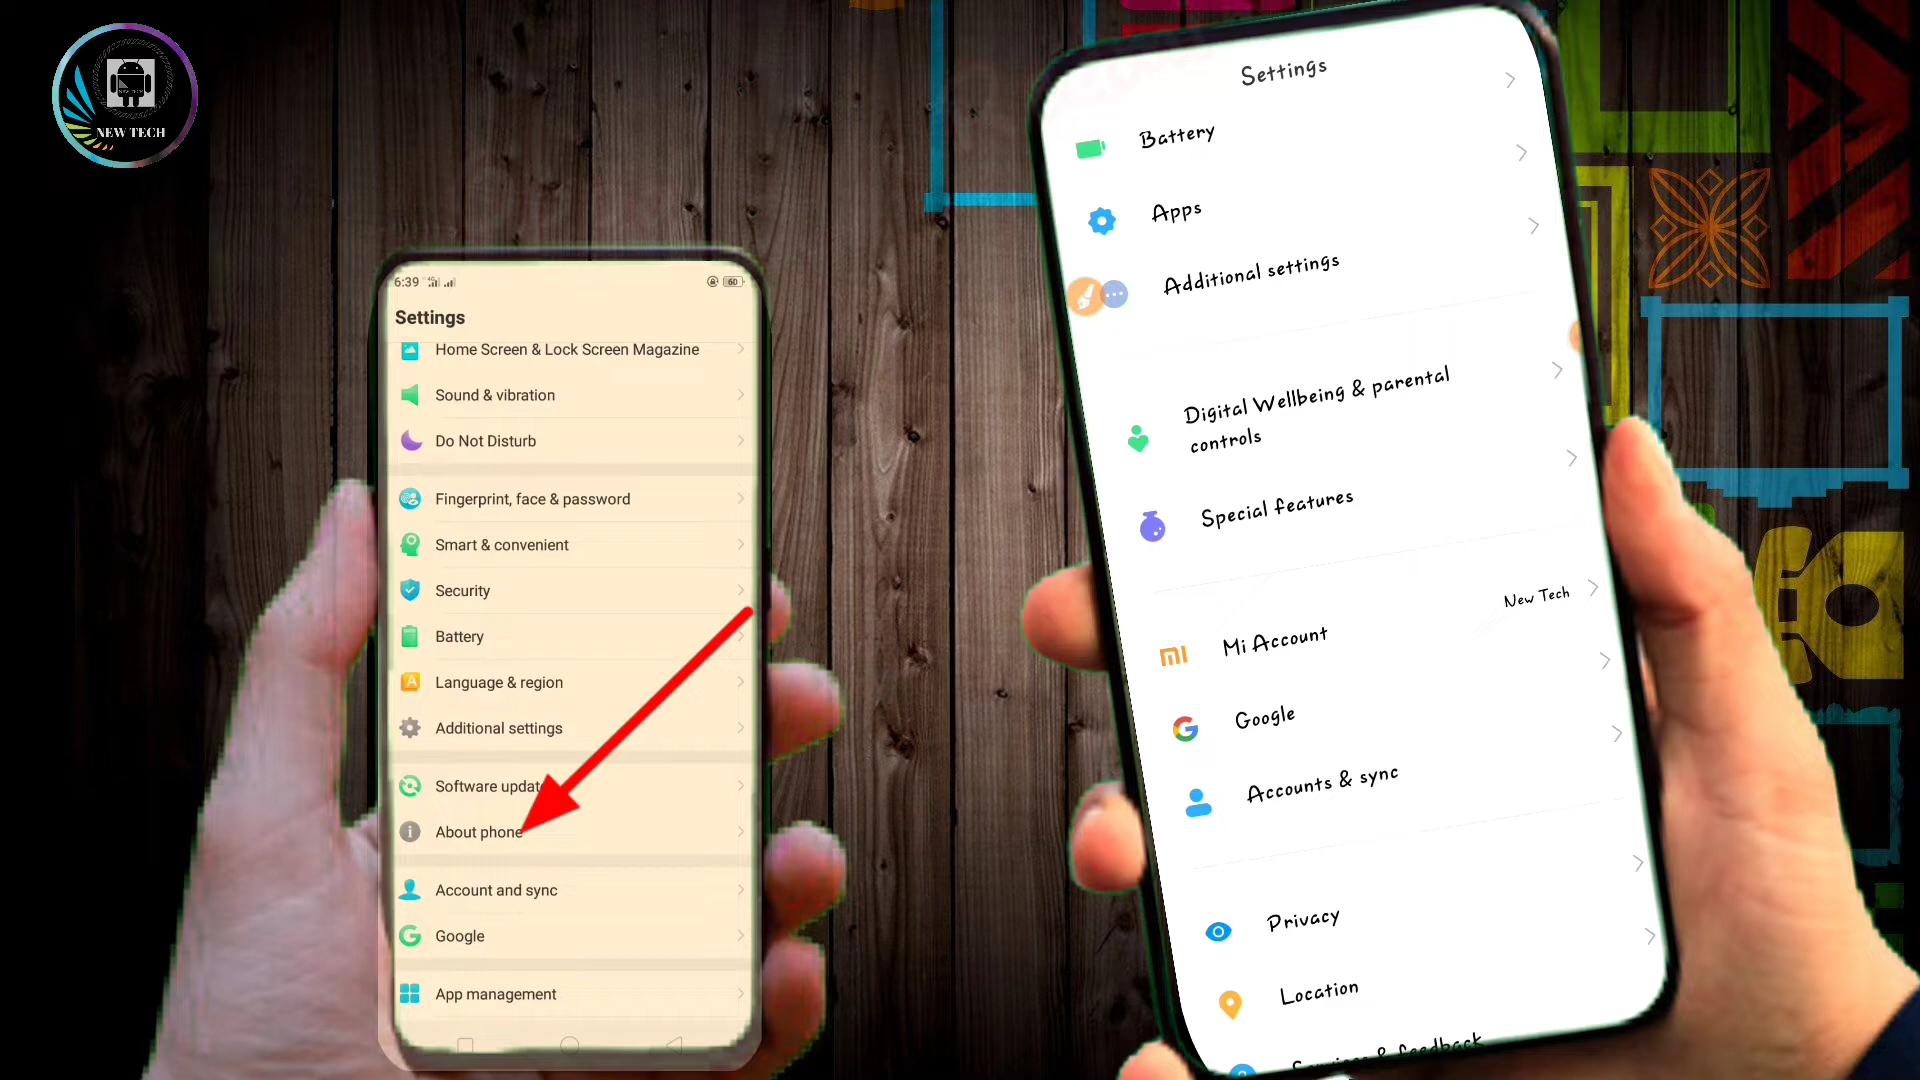 NEW TECH
6:39
60
Settings
Home Screen & Lock Screen Magazine
Sound & vibration
Do Not Disturb
Fingerprint, face & password
Smart & convenient
Security
Battery
Language & region
Additional settings
Software updat
About phone
Account and sync
Google
App management
Settings
Battery
Apps
Additional settings
Digital Wellbeing & parental
controls
Special features
New Tech
Mi Account
Google
Accounts & sync
Privacy
Location
& feedback